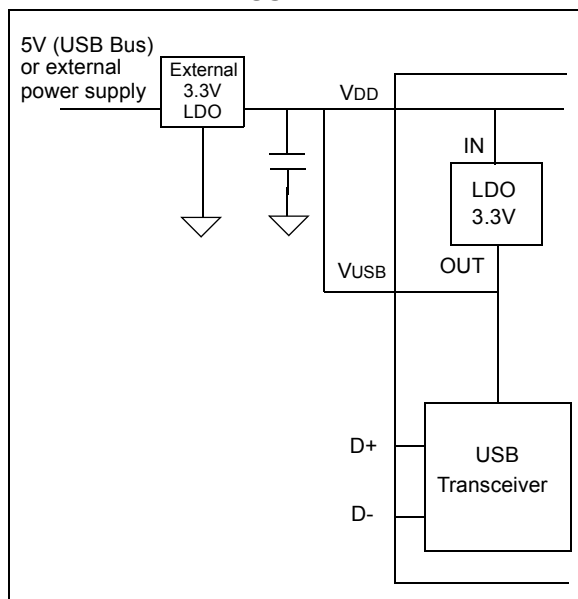 5V (USB Bus)
or external
power supply
External
3.3V
LDO
VDD
IN
LDO
3.3V
OUT
VUSB
D+
USB
Transceiver
D-